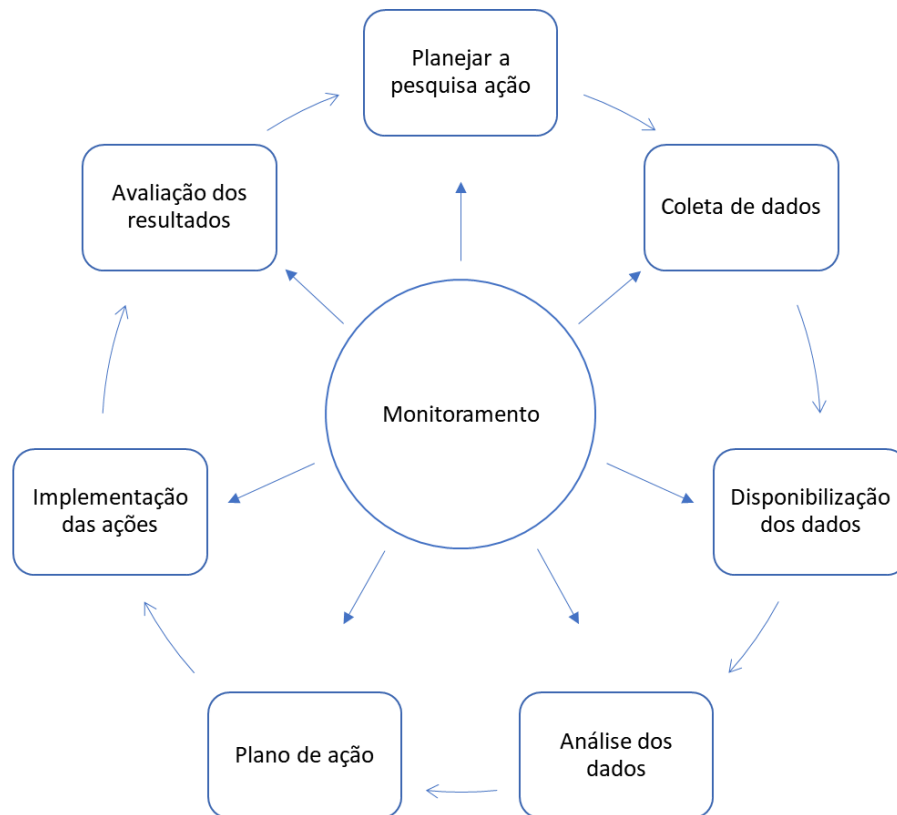 Planejar a
pesquisa ação
Avaliação dos
resultados
Coleta de dados
Monitoramento
Implementação
das ações
Disponibilização
dos dados
Plano de ação
Análise dos
dados